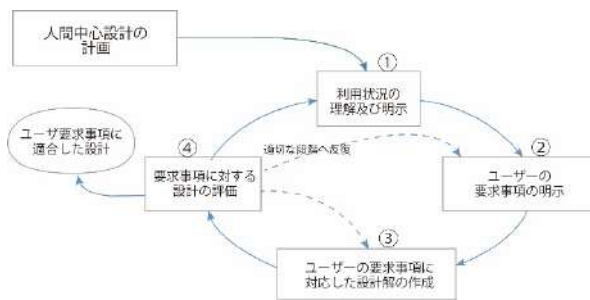 人間中心設計の
計画
①
利用状況の
理解及び明示
ユーザ要求事項に
適合した設計
④
適切な段階へ反復
②
要求事項に対する
設計の評価
ユーザーの
要求事項の明示
③
ユーザーの要求事項に
対応した設計解の作成